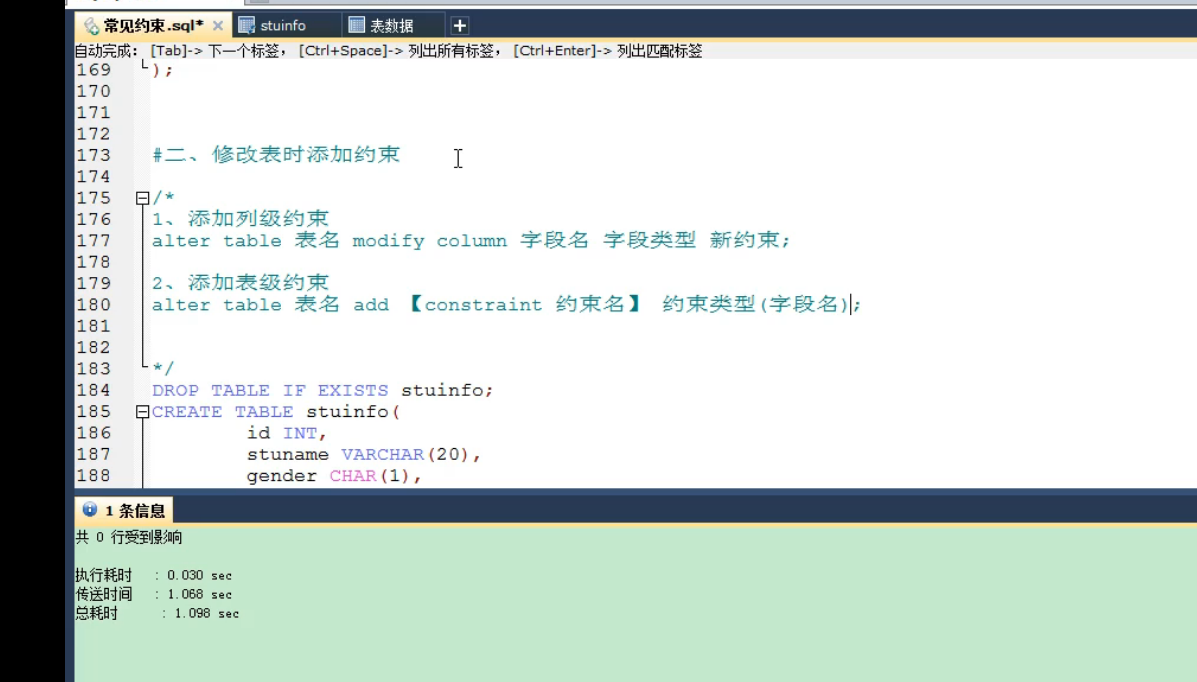 常见约束.sql* × stuinfo 表数据 +
自动完成: [Tab]-> 下一个标签, [Ctrl+Space]-> 列出所有标签, [Ctrl+Enter]-> 列出匹配标签
169 );
170
171
172
173 #二、修改表时添加约束
174
175 /*
176 1、添加列级约束
177 alter table 表名 modify column 字段名 字段类型 新约束;
178
179 2、添加表级约束
180 alter table 表名 add 【constraint 约束名】 约束类型(字段名);
181
182
183 */
184 DROP TABLE IF EXISTS stuinfo;
185 CREATE TABLE stuinfo(
186 id INT,
187 stuname VARCHAR(20),
188 gender CHAR(1),
1 条信息
共 0 行受到影响
执行耗时 : 0.030 sec
传送时间 : 1.068 sec
总耗时 : 1.098 sec